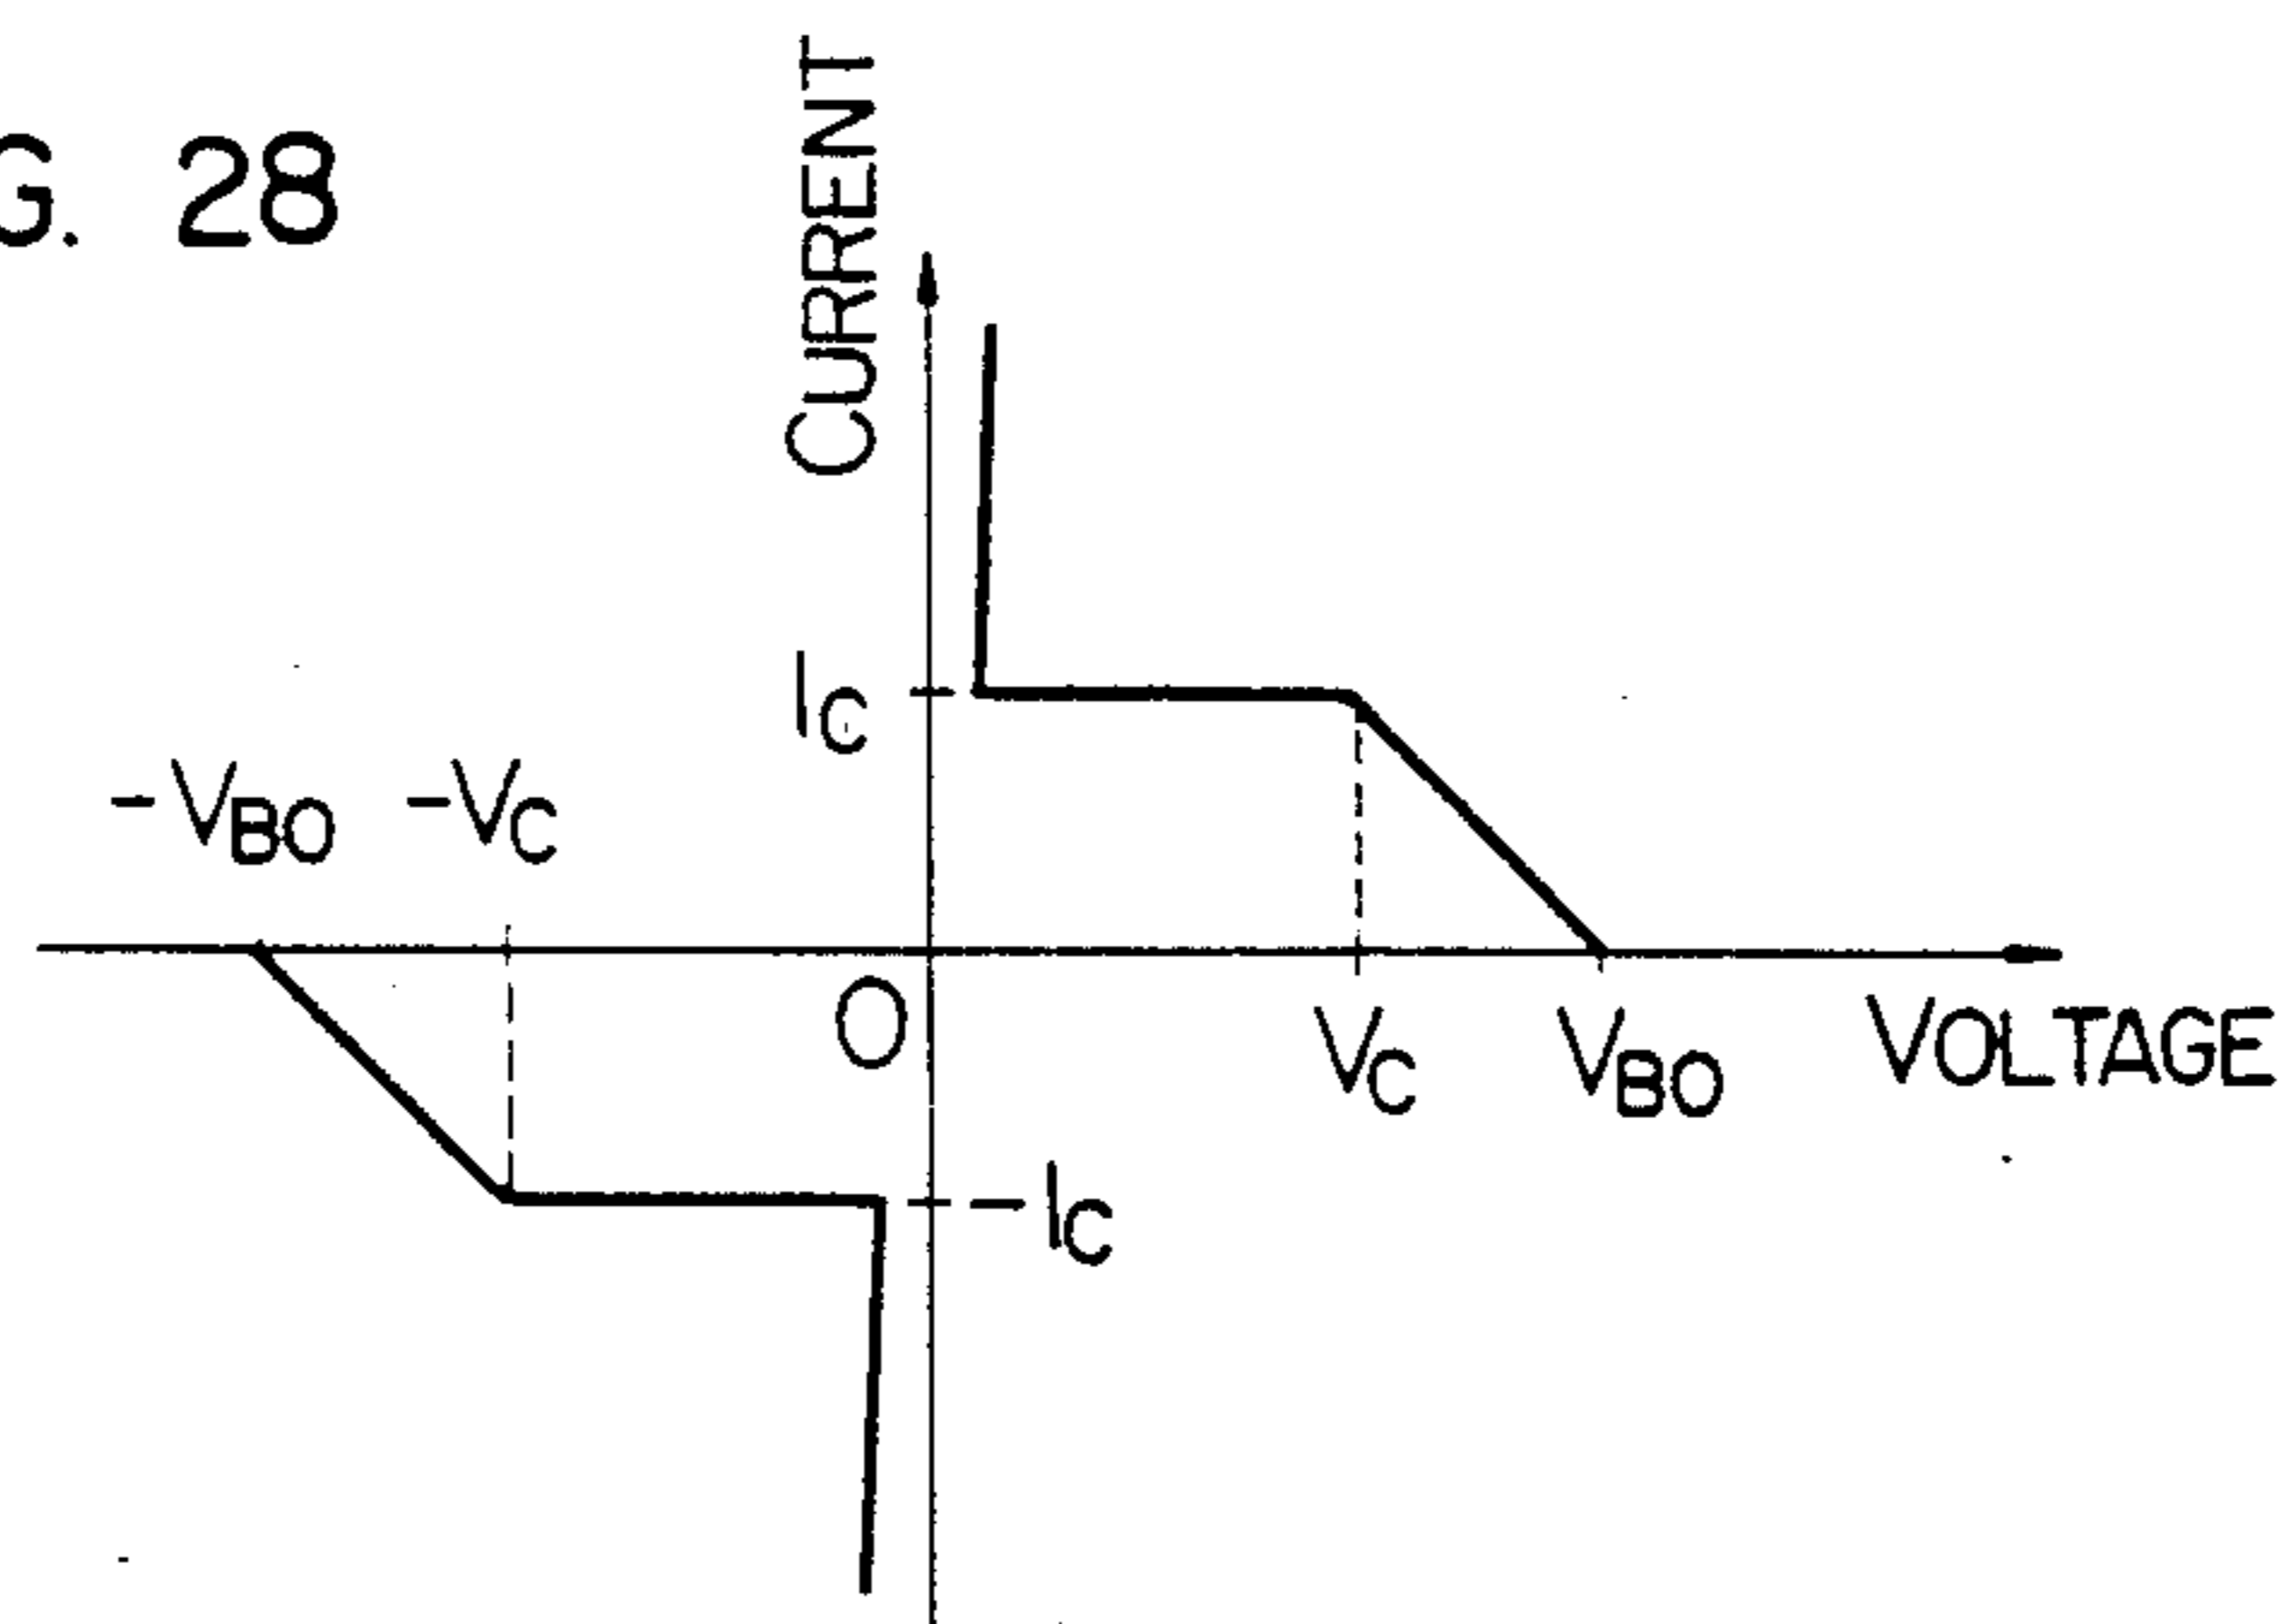 G. 28
CURRENT
IC
-VBO -VC
O
VC VBO VOLTAGE
-IC